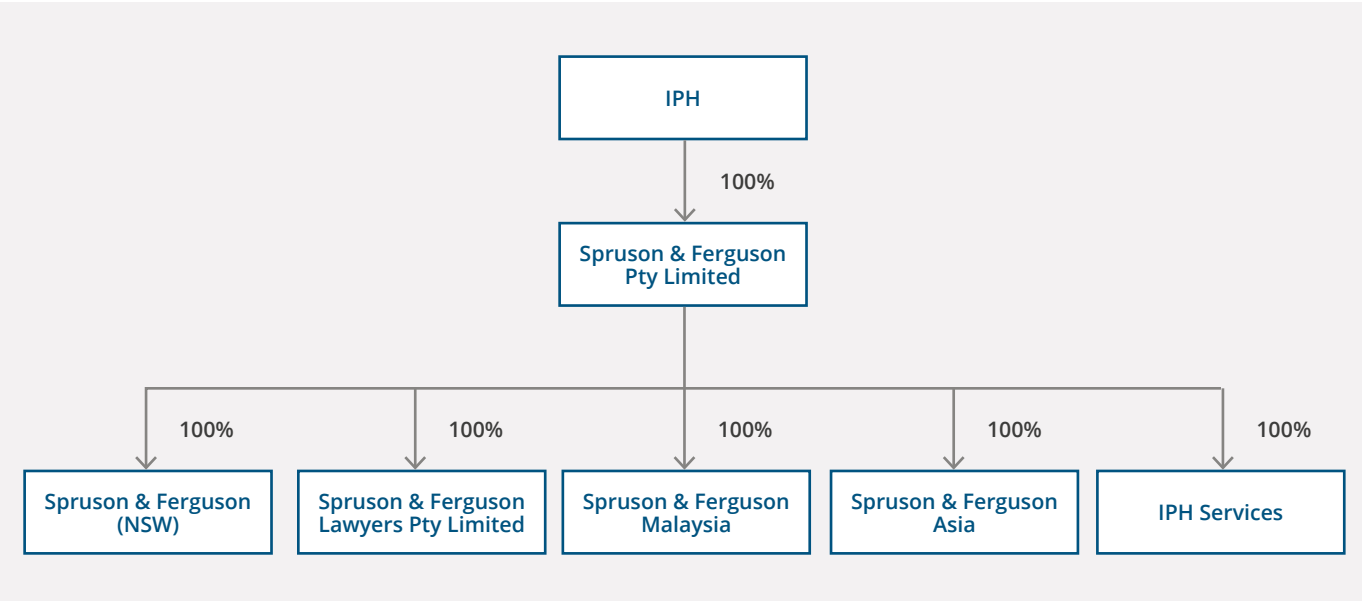 IPH
100%
Spruson & Ferguson
Pty Limited
100%
100%
100%
100%
100%
Spruson & Ferguson
(NSW)
Spruson & Ferguson
Lawyers Pty Limited
Spruson & Ferguson
Malaysia
Spruson & Ferguson
Asia
IPH Services